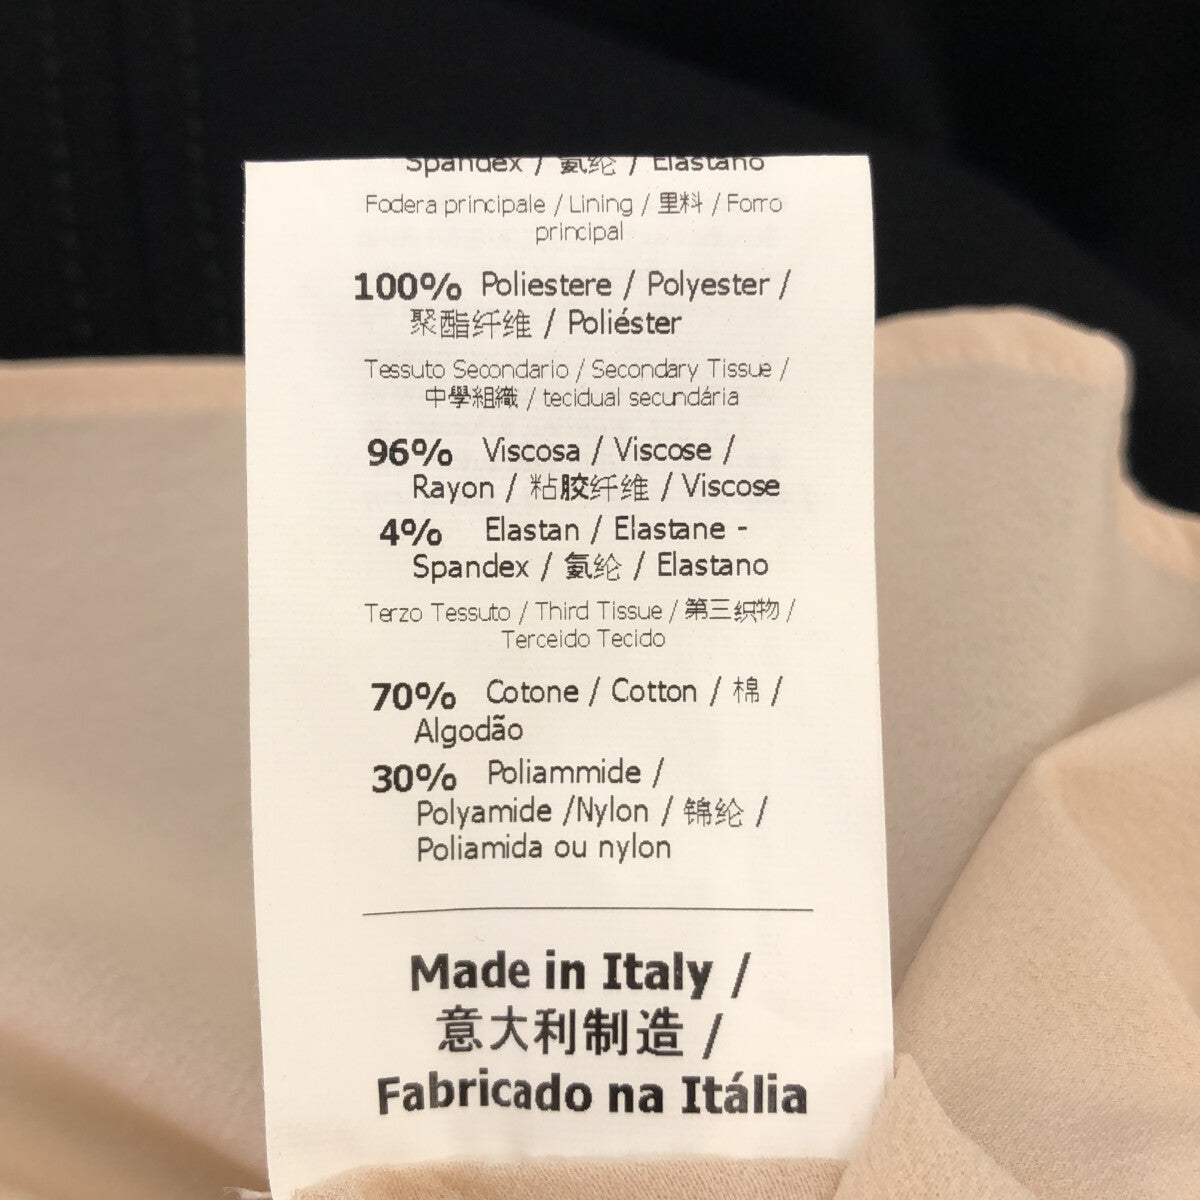 Spandex / 氨纶 / Elastano
Fodera principale / Lining / 里料 / Forro
principal
100% Poliestere / Polyester /
聚酯纤维 / Poliéster
Tessuto Secondario / Secondary Tissue /
中學組織 / tecidual secundária
96% Viscosa / Viscose /
Rayon / 粘胶纤维 / Viscose
4% Elastan / Elastane -
Spandex / 氨纶 / Elastano
Terzo Tessuto / Third Tissue / 第三织物 /
Terceido Tecido
70% Cotone / Cotton / 棉 /
Algodão
30% Poliammide /
Polyamide /Nylon / 锦纶 /
Poliamida ou nylon
Made in Italy /
意大利制造 /
Fabricado na Itália